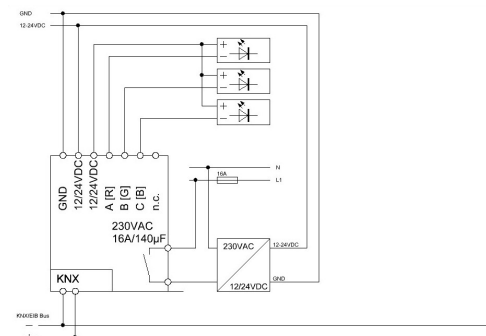 GND
12-24VDC
+
−
+
−
+
−
N
16A
L1
GND
12/24VDC
12/24VDC
A [R]
B [G]
C [B]
n.c.
230VAC
16A/140µF
230VAC
12-24VDC
GND
12/24VDC
KNX
KNX/EIB Bus
−
+